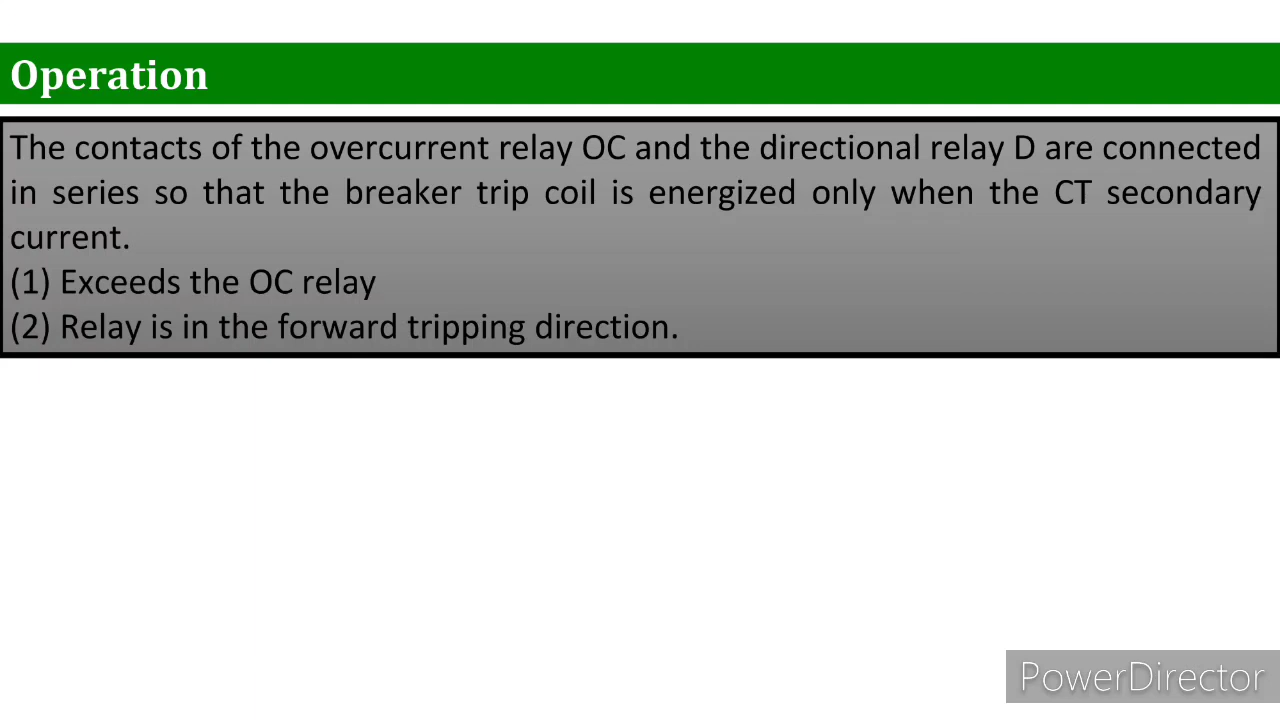 Operation
The contacts of the overcurrent relay OC and the directional relay D are connected
in series so that the breaker trip coil is energized only when the CT secondary
current.
(1) Exceeds the OC relay
(2) Relay is in the forward tripping direction.
PowerDirector